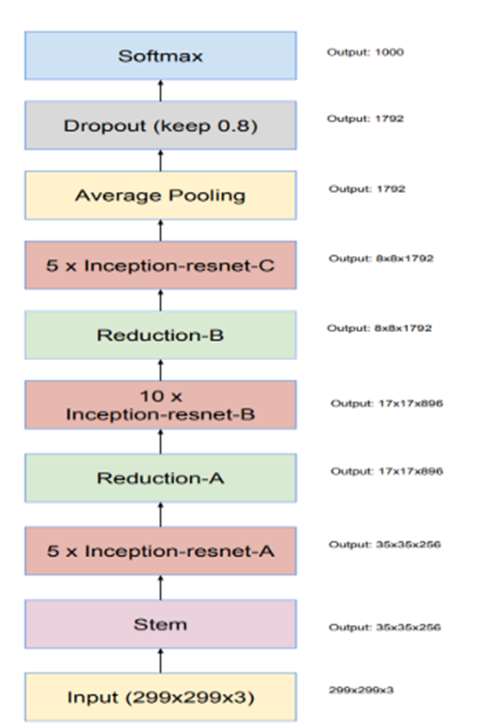 Softmax
Output: 1000
Dropout (keep 0.8)
Output: 1792
Average Pooling
Output: 1792
5 x Inception-resnet-C
Output: 8x8x1792
Reduction-B
Output: 8x8x1792
10 x
Inception-resnet-B
Output: 17x17x896
Reduction-A
Output: 17x17x896
5 x Inception-resnet-A
Output: 35x35x256
Stem
Output: 35x35x256
Input (299x299x3)
299x299x3